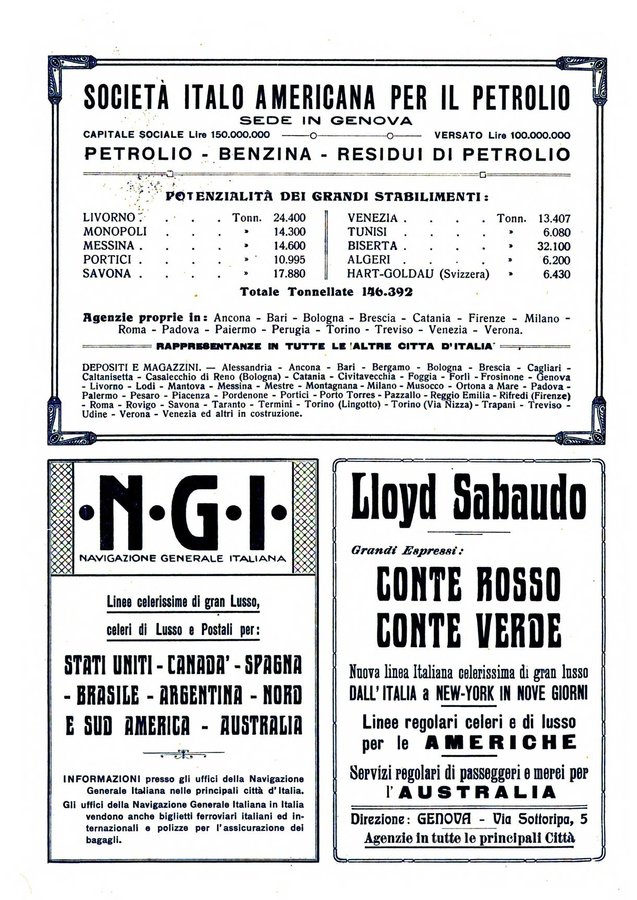 SOCIETÀ ITALO AMERICANA PER IL PETROLIO
SEDE IN GENOVA
CAPITALE SOCIALE Lire 150.000.000 VERSATO Lire 100.000.000
PETROLIO - BENZINA - RESIDUI DI PETROLIO
POTENZIALITÀ DEI GRANDI STABILIMENTI:
LIVORNO . . . . Tonn. 24.400
MONOPOLI . . . » 14.300
MESSINA . . . . » 14.600
PORTICI . . . . » 10.995
SAVONA . . . . » 17.880
VENEZIA . . . . Tonn. 13.407
TUNISI . . . . » 6.080
BISERTA . . . . » 32.100
ALGERI . . . . » 6.200
HART-GOLDAU (Svizzera) » 6.430
Totale Tonnellate 146.392
Agenzie proprie in: Ancona - Bari - Bologna - Brescia - Catania - Firenze - Milano -
Roma - Padova - Paiermo - Perugia - Torino - Treviso - Venezia - Verona.
RAPPRESENTANZE IN TUTTE LE ALTRE CITTA D'ITALIA
DEPOSITI E MAGAZZINI. — Alessandria - Ancona - Bari - Bergamo - Bologna - Brescia - Cagliari -
Caltanisetta - Casalecchio di Reno (Bologna) - Catania - Civitavecchia - Foggia - Forlì - Frosinone - Genova
- Livorno - Lodi - Mantova - Messina - Mestre - Montagnana - Milano - Musocco - Ortona a Mare - Padova -
Palermo - Pesaro - Piacenza - Pordenone - Portici - Porto Torres - Pazzallo - Reggio Emilia - Rifredi (Firenze)
- Roma - Rovigo - Savona - Taranto - Termini - Torino (Lingotto) - Torino (Via Nizza) - Trapani - Treviso -
Udine - Verona - Venezia ed altri in costruzione.
·N·G·I·
NAVIGAZIONE GENERALE ITALIANA
Linee celerissime di gran Lusso,
celeri di Lusso e Postali per:
STATI UNITI - CANADA' - SPAGNA
- BRASILE - ARGENTINA - NORD
E SUD AMERICA - AUSTRALIA
INFORMAZIONI presso gli uffici della Navigazione
Generale Italiana nelle principali città d'Italia.
Gli uffici della Navigazione Generale Italiana in Italia
vendono anche biglietti ferroviari italiani ed in-
ternazionali e polizze per l'assicurazione dei
bagagli.
Lloyd Sabaudo
Grandi Espressi:
CONTE ROSSO
CONTE VERDE
Nuova linea Italiana celerissima di gran lusso
DALL'ITALIA a NEW-YORK IN NOVE GIORNI
Linee regolari celeri e di lusso
per le AMERICHE
Servizi regolari di passeggeri e merci per
l'AUSTRALIA
Direzione: GENOVA - Via Sottoripa, 5
Agenzie in tutte le principali Città